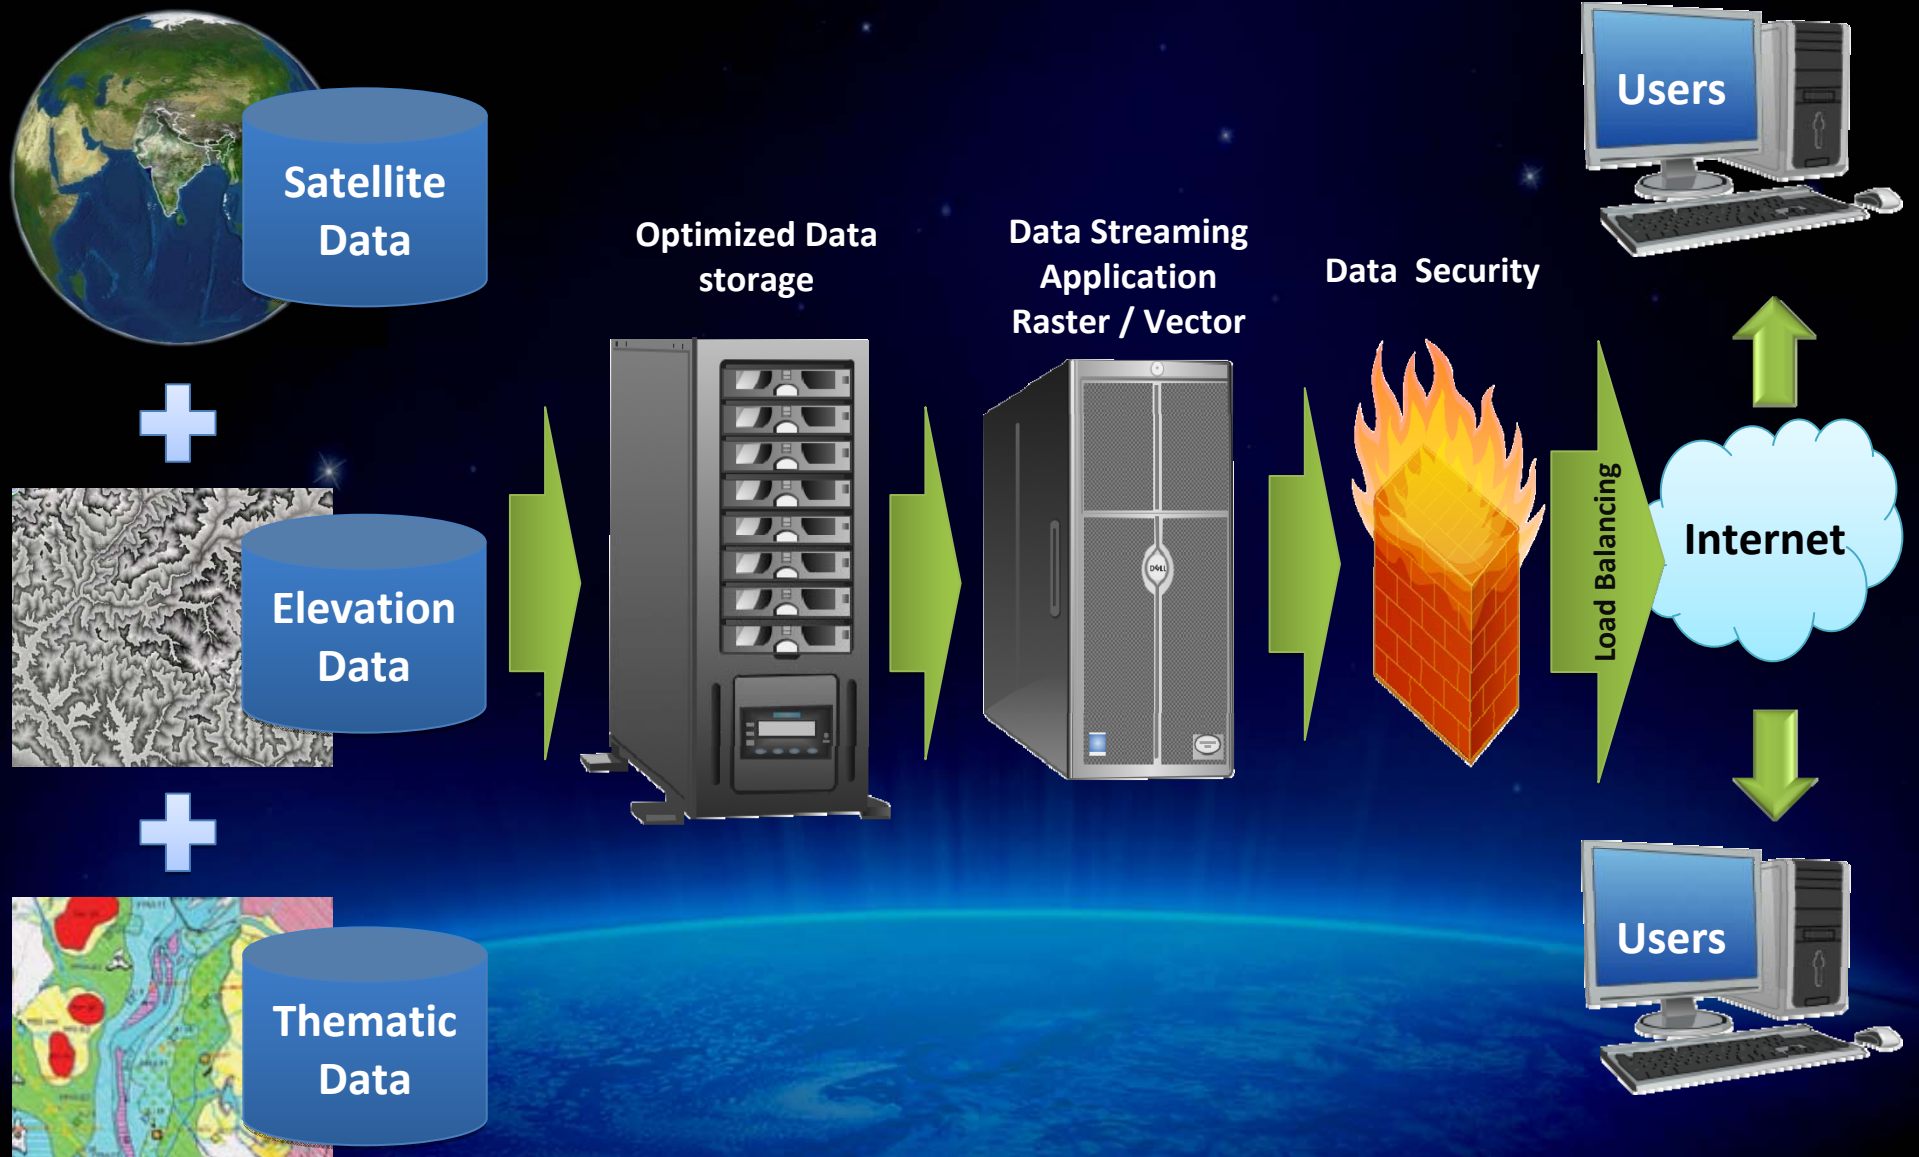 Satellite
Data
Elevation
Data
Thematic
Data
Optimized Data
storage
Data Streaming
Application
Raster / Vector
DELL
Data  Security
Load Balancing
Internet
Users
Users